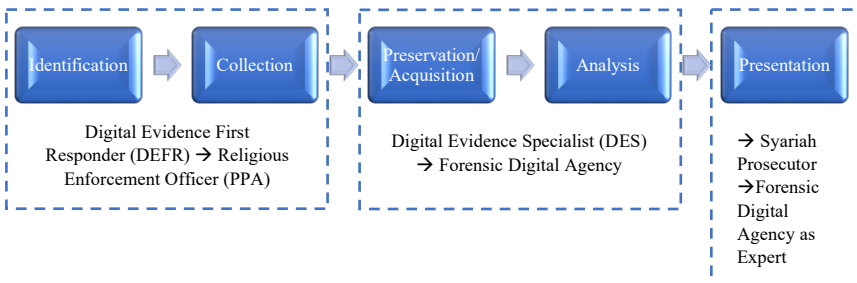 Identification
Collection
Preservation/
Acquisition
Analysis
Presentation
Digital Evidence First
Responder (DEFR) → Religious
Enforcement Officer (PPA)
Digital Evidence Specialist (DES)
→ Forensic Digital Agency
→ Syariah
Prosecutor
→Forensic
Digital
Agency as
Expert